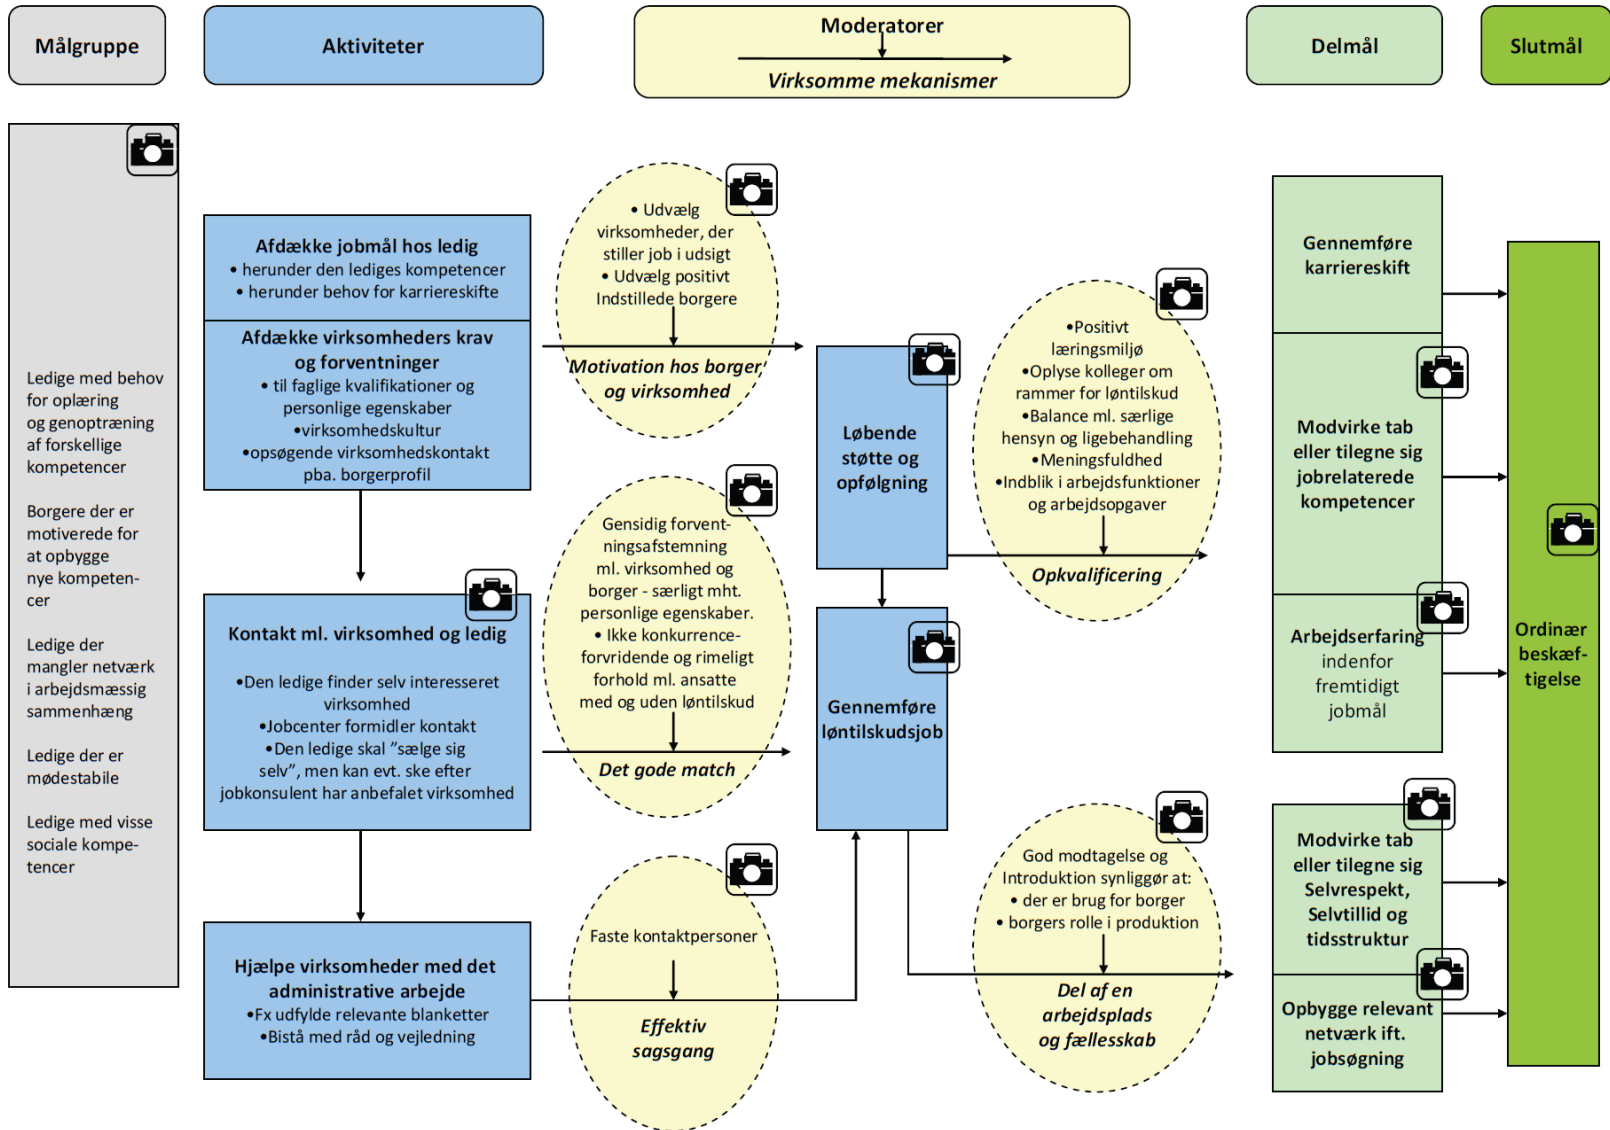 Målgruppe
Aktiviteter
Moderatorer
Virksomme mekanismer
Delmål
Slutmål
Ledige med behov
for oplæring
og genoptræning
af forskellige
kompetencer
Borgere der er
motiverede for
at opbygge
nye kompeten-
cer
Ledige der
mangler netværk
i arbejdsmæssig
sammenhæng
Ledige der er
mødestabile
Ledige med visse
sociale kompe-
tencer
Afdække jobmål hos ledig
• herunder den lediges kompetencer
• herunder behov for karriereskifte
Afdække virksomheders krav
og forventninger
• til faglige kvalifikationer og
personlige egenskaber
•virksomhedskultur
•opsøgende virksomhedskontakt
pba. borgerprofil
Kontakt ml. virksomhed og ledig
•Den ledige finder selv interesseret
virksomhed
•Jobcenter formidler kontakt
•Den ledige skal ”sælge sig
selv”, men kan evt. ske efter
jobkonsulent har anbefalet virksomhed
Hjælpe virksomheder med det
administrative arbejde
•Fx udfylde relevante blanketter
•Bistå med råd og vejledning
• Udvælg
virksomheder, der
stiller job i udsigt
• Udvælg positivt
Indstillede borgere
Motivation hos borger
og virksomhed
Gensidig forvent-
ningsafstemning
ml. virksomhed og
borger - særligt mht.
personlige egenskaber.
• Ikke konkurrence-
forvridende og rimeligt
forhold ml. ansatte
med og uden løntilskud
Det gode match
Faste kontaktpersoner
Effektiv
sagsgang
Løbende
støtte og
opfølgning
Gennemføre
løntilskudsjob
•Positivt
læringsmiljø
•Oplyse kolleger om
rammer for løntilskud
•Balance ml. særlige
hensyn og ligebehandling
•Meningsfuldhed
•Indblik i arbejdsfunktioner
og arbejdsopgaver
Opkvalificering
God modtagelse og
Introduktion synliggør at:
• der er brug for borger
• borgers rolle i produktion
Del af en
arbejdsplads
og fællesskab
Gennemføre
karriereskift
Modvirke tab
eller tilegne sig
jobrelaterede
kompetencer
Arbejdserfaring
indenfor
fremtidigt
jobmål
Modvirke tab
eller tilegne sig
Selvrespekt,
Selvtillid og
tidsstruktur
Opbygge relevant
netværk ift.
jobsøgning
Ordinær
beskæf-
tigelse